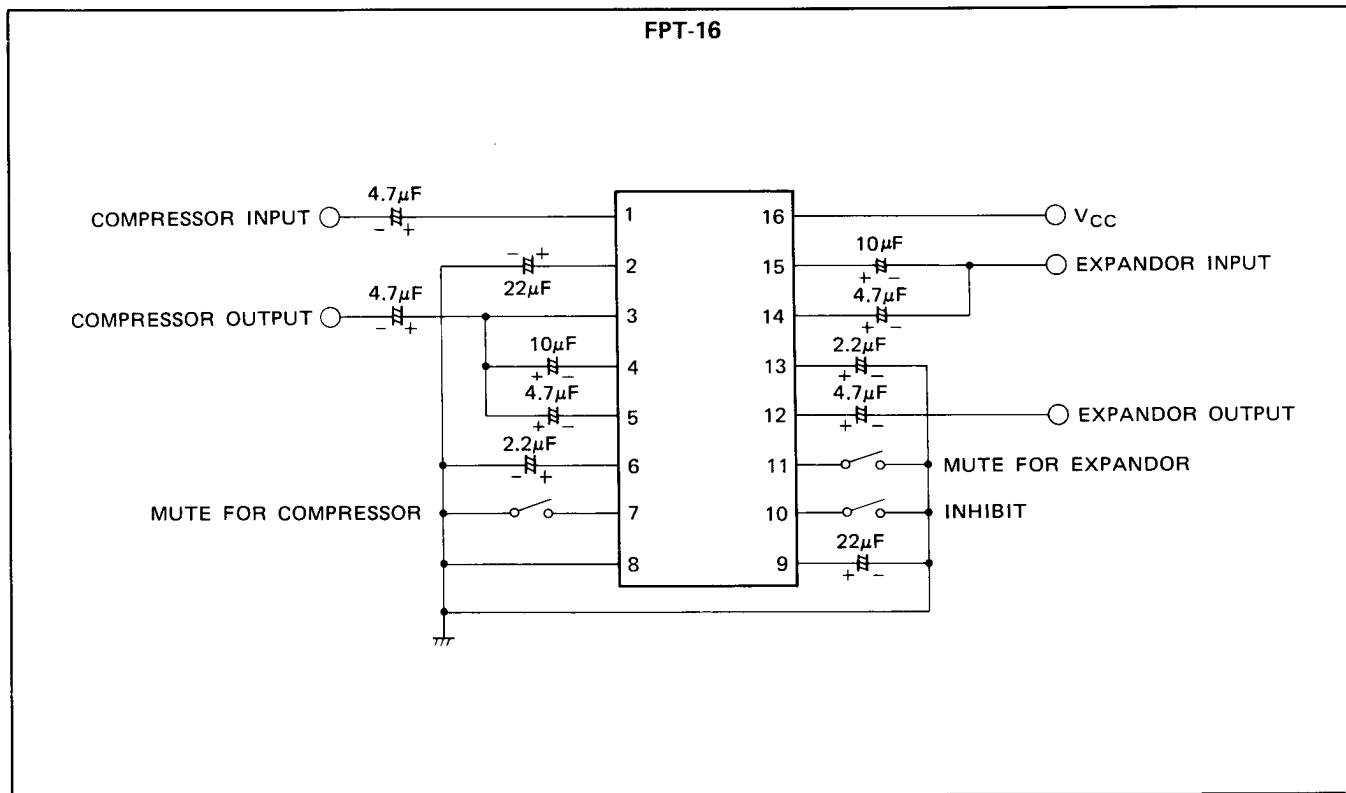 FPT-16
4.7µF
COMPRESSOR INPUT
- +
1
16
VCC
- +
22µF
2
15
10µF
+ -
EXPANDOR INPUT
4.7µF
COMPRESSOR OUTPUT
- +
3
14
4.7µF
+ -
10µF
+ -
4
13
2.2µF
+ -
4.7µF
+ -
5
12
4.7µF
+ -
EXPANDOR OUTPUT
2.2µF
- +
6
11
MUTE FOR EXPANDOR
MUTE FOR COMPRESSOR
7
10
INHIBIT
8
9
22µF
+ -